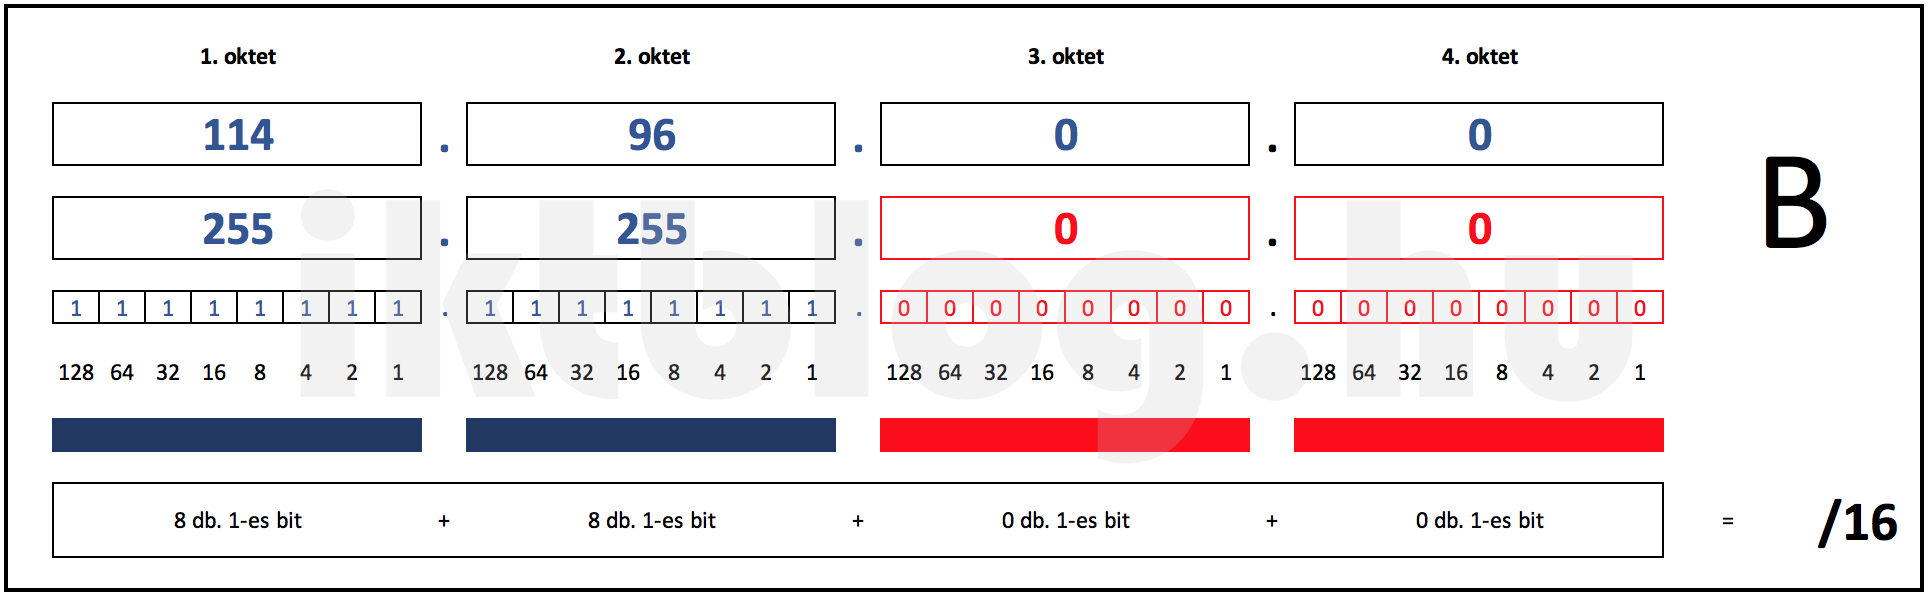 1. oktet 2. oktet 3. oktet 4. oktet
114 . 96 . 0 . 0
B
255 . 255 . 0 . 0
1 1 1 1 1 1 1 1 . 1 1 1 1 1 1 1 1 . 0 0 0 0 0 0 0 0 . 0 0 0 0 0 0 0 0
128 64 32 16 8 4 2 1 128 64 32 16 8 4 2 1 128 64 32 16 8 4 2 1 128 64 32 16 8 4 2 1
8 db. 1-es bit + 8 db. 1-es bit + 0 db. 1-es bit + 0 db. 1-es bit = /16
iktblog.hu